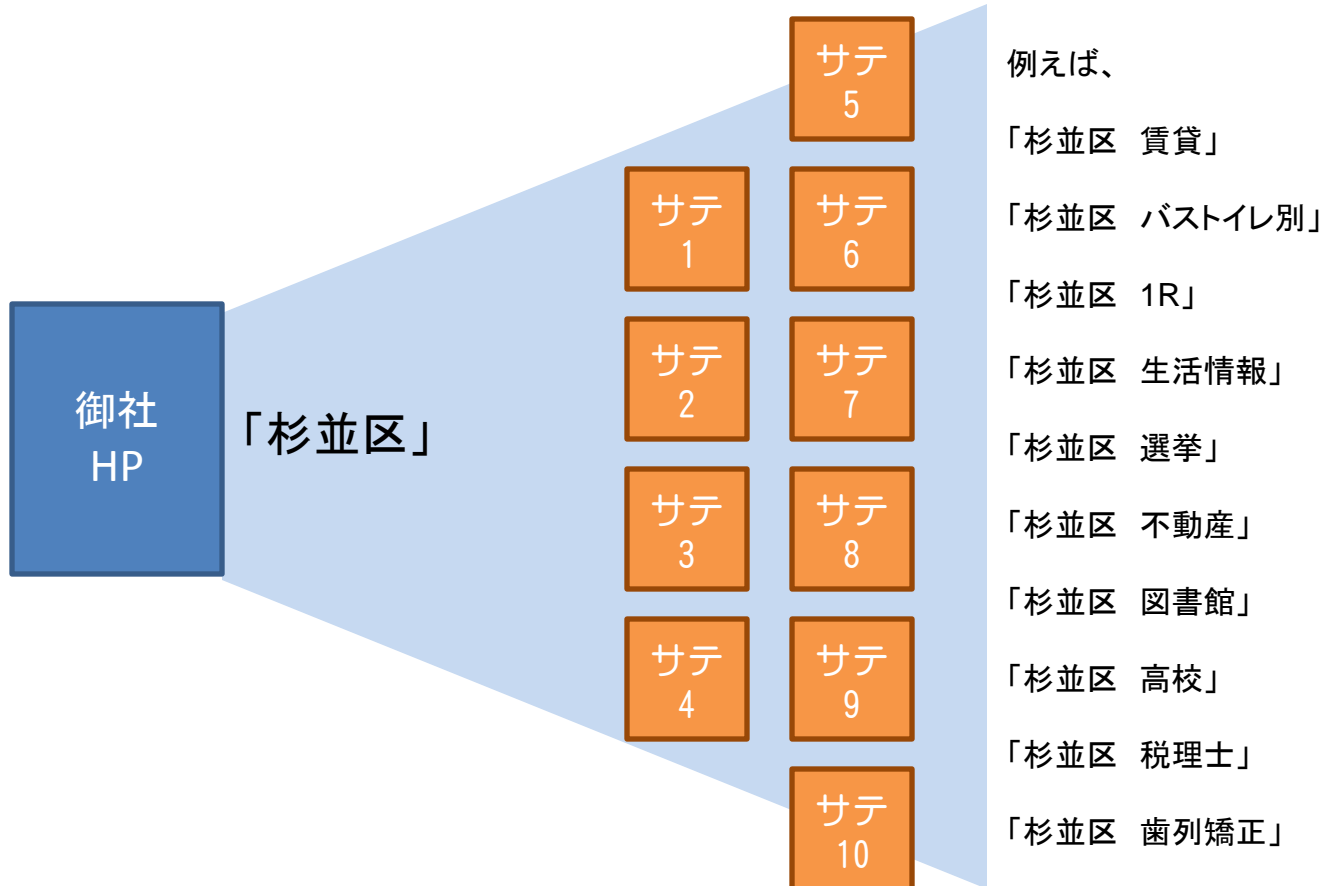 御社
HP
「杉並区」
サテ
1
サテ
2
サテ
3
サテ
4
サテ
5
サテ
6
サテ
7
サテ
8
サテ
9
サテ
10
例えば、
「杉並区　賃貸」
「杉並区　バストイレ別」
「杉並区　1R」
「杉並区　生活情報」
「杉並区　選挙」
「杉並区　不動産」
「杉並区　図書館」
「杉並区　高校」
「杉並区　税理士」
「杉並区　歯列矯正」